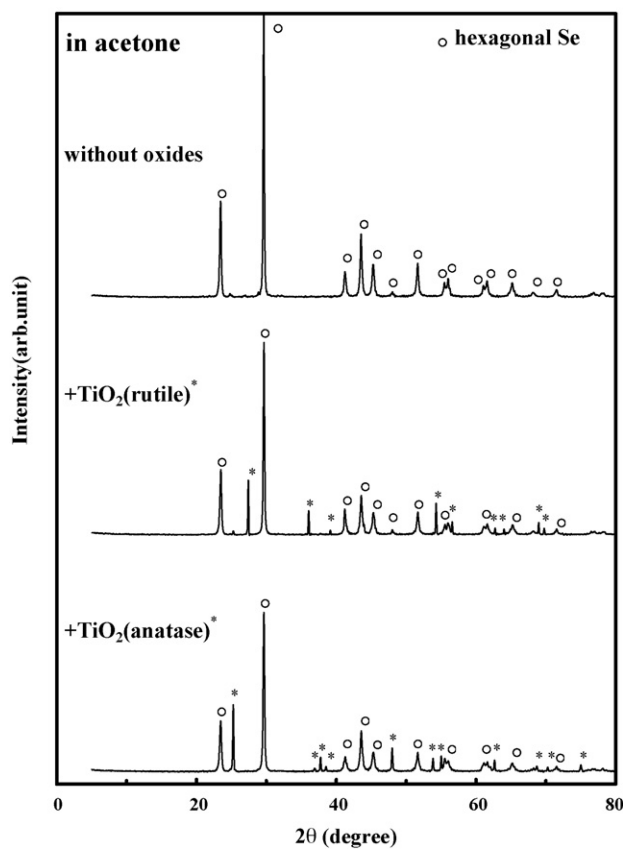 in acetone
hexagonal Se
without oxides
+TiO₂(rutile)*
+TiO₂(anatase)*
Intensity(arb.unit)
0 20 40 60 80
2θ (degree)